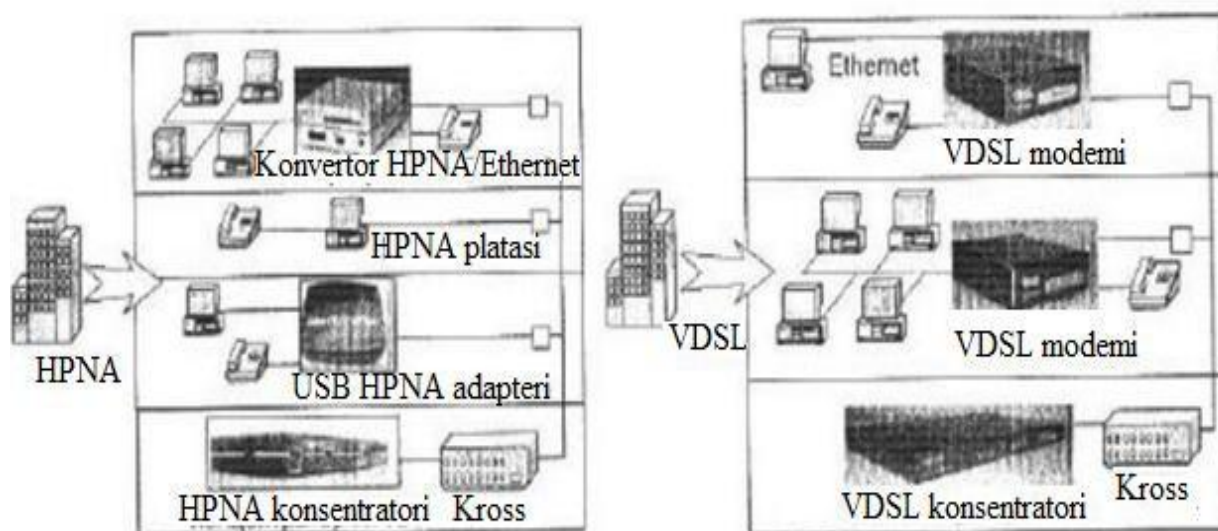 Konvertor HPNA/Ethernet
HPNA platasi
HPNA
USB HPNA adapteri
HPNA konsentratori
Kross
Ethernet
VDSL modemi
VDSL
VDSL modemi
VDSL konsentratori
Kross